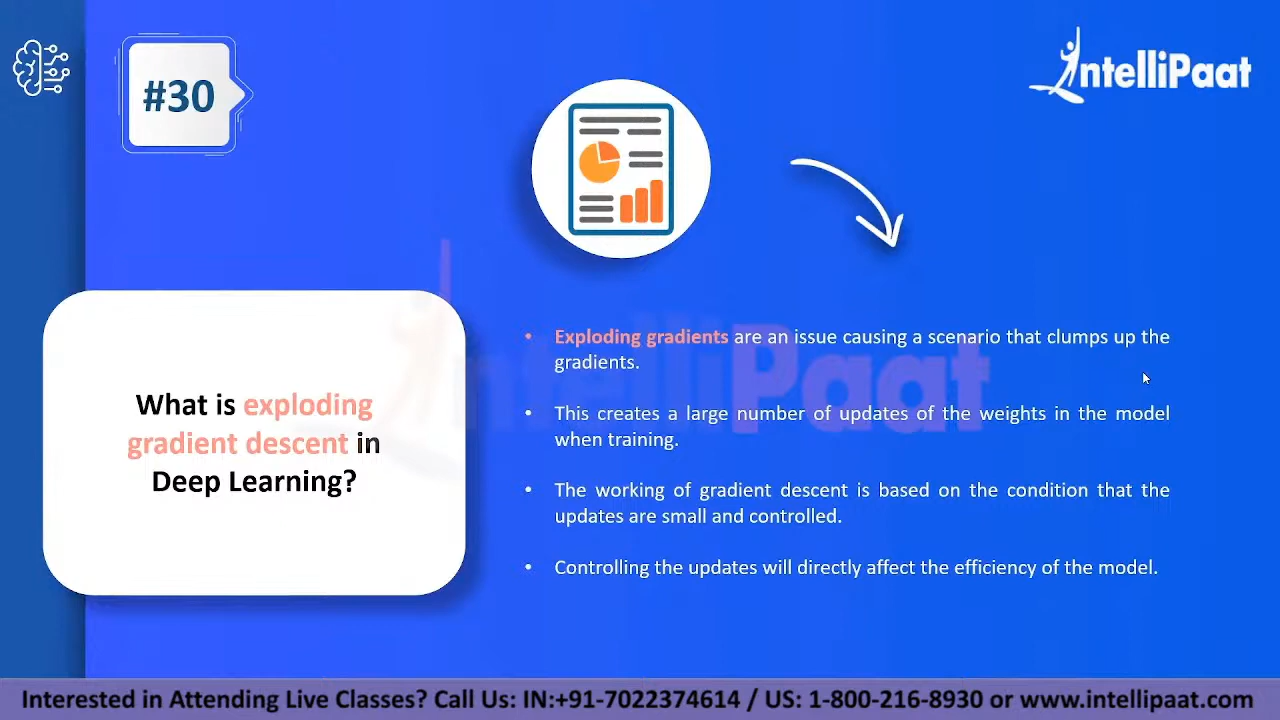 #30
IntelliPaat
What is exploding
gradient descent in
Deep Learning?
• Exploding gradients are an issue causing a scenario that clumps up the
gradients.
• This creates a large number of updates of the weights in the model
when training.
• The working of gradient descent is based on the condition that the
updates are small and controlled.
• Controlling the updates will directly affect the efficiency of the model.
IntelliPaat
Interested in Attending Live Classes? Call Us: IN:+91-7022374614 / US: 1-800-216-8930 or www.intellipaat.com